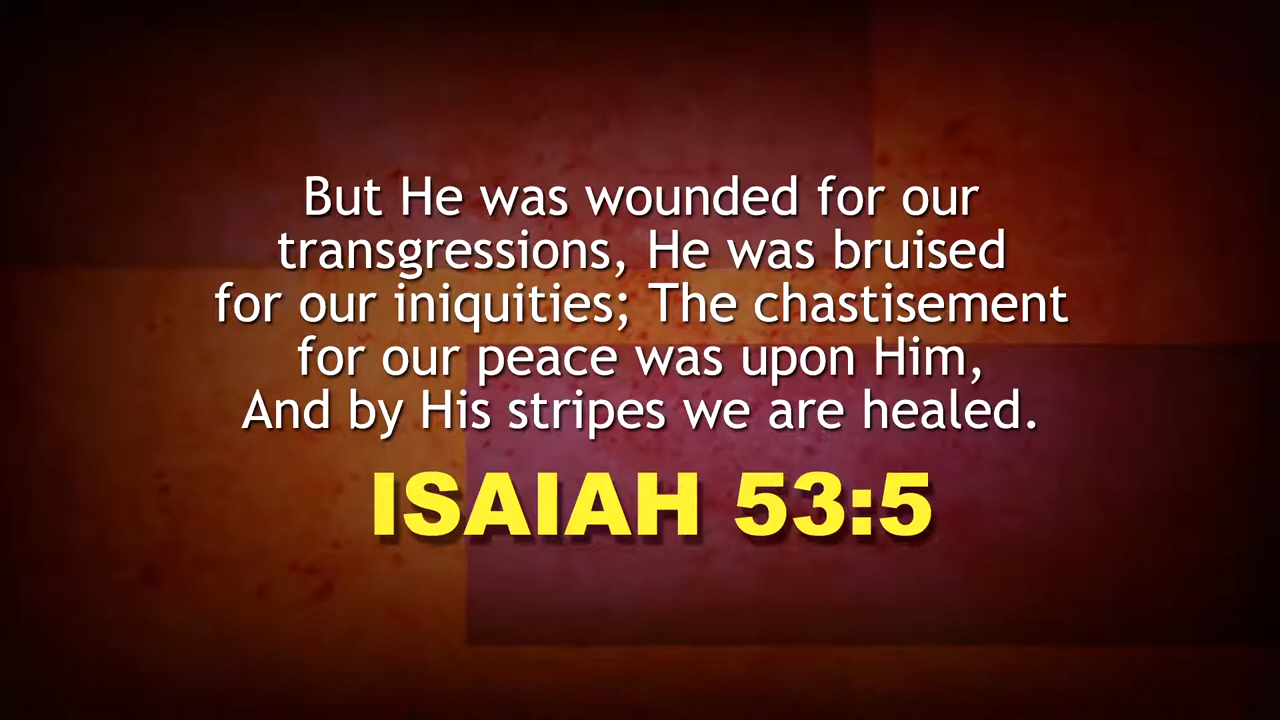 But He was wounded for our
transgressions, He was bruised
for our iniquities; The chastisement
for our peace was upon Him,
And by His stripes we are healed.
ISAIAH 53:5